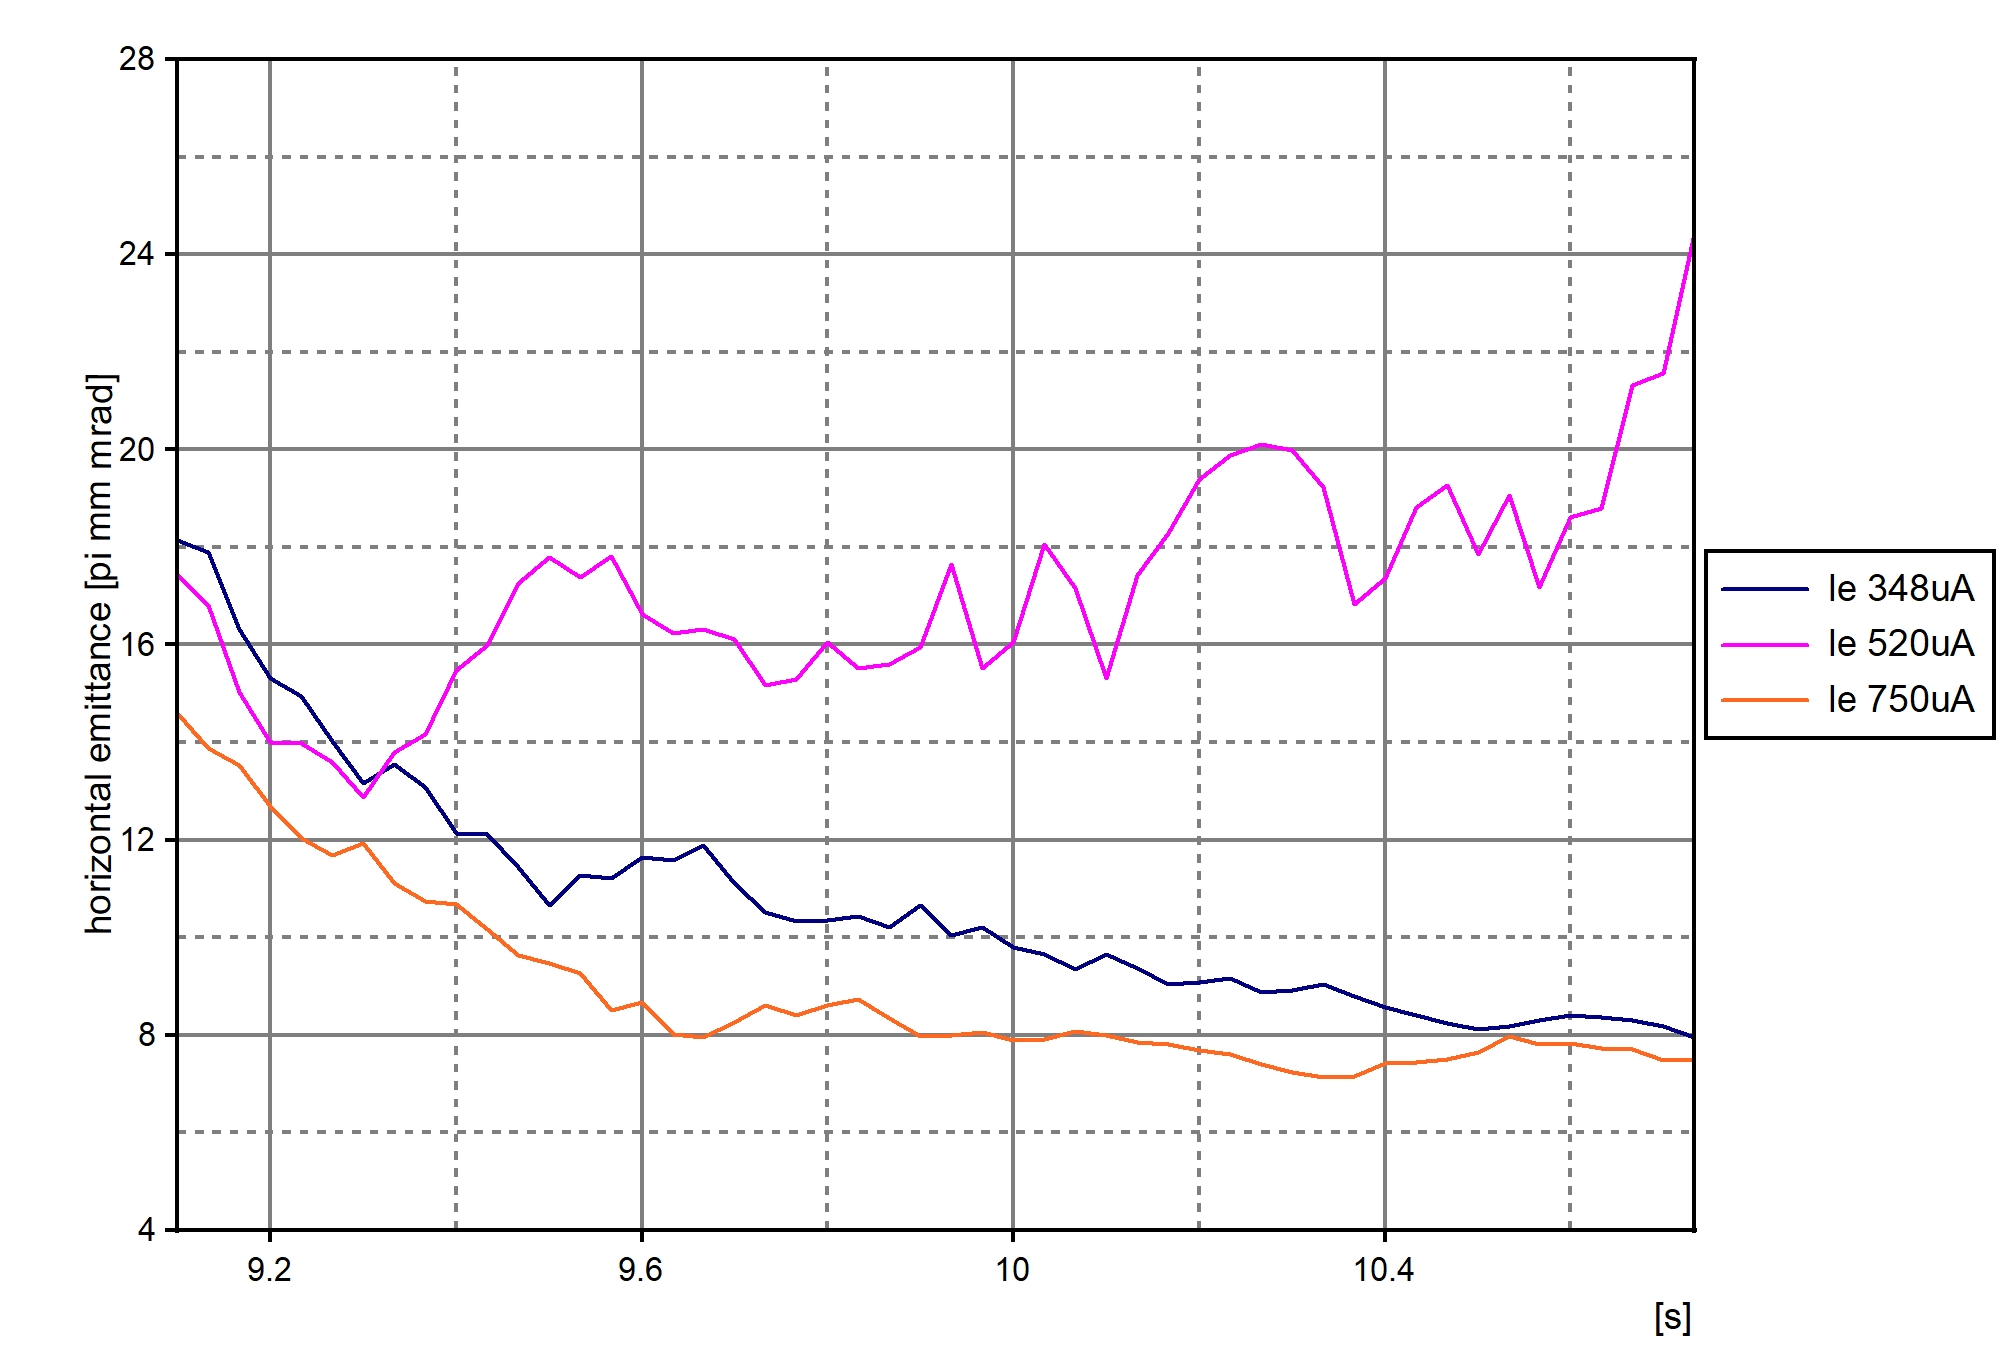 28
24
20
16
12
8
4
horizontal emittance [pi mm mrad]
9.2
9.6
10
10.4
[s]
Ie 348uA
Ie 520uA
Ie 750uA